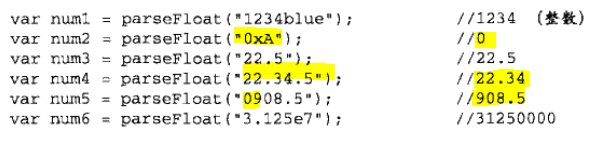 var num1 = parseFloat("1234blue");    //1234 (整数)
var num2 = parseFloat("0xA");    //0
var num3 = parseFloat("22.5");    //22.5
var num4 = parseFloat("22.34.5");    //22.34
var num5 = parseFloat("0908.5");    //908.5
var num6 = parseFloat("3.125e7");    //31250000